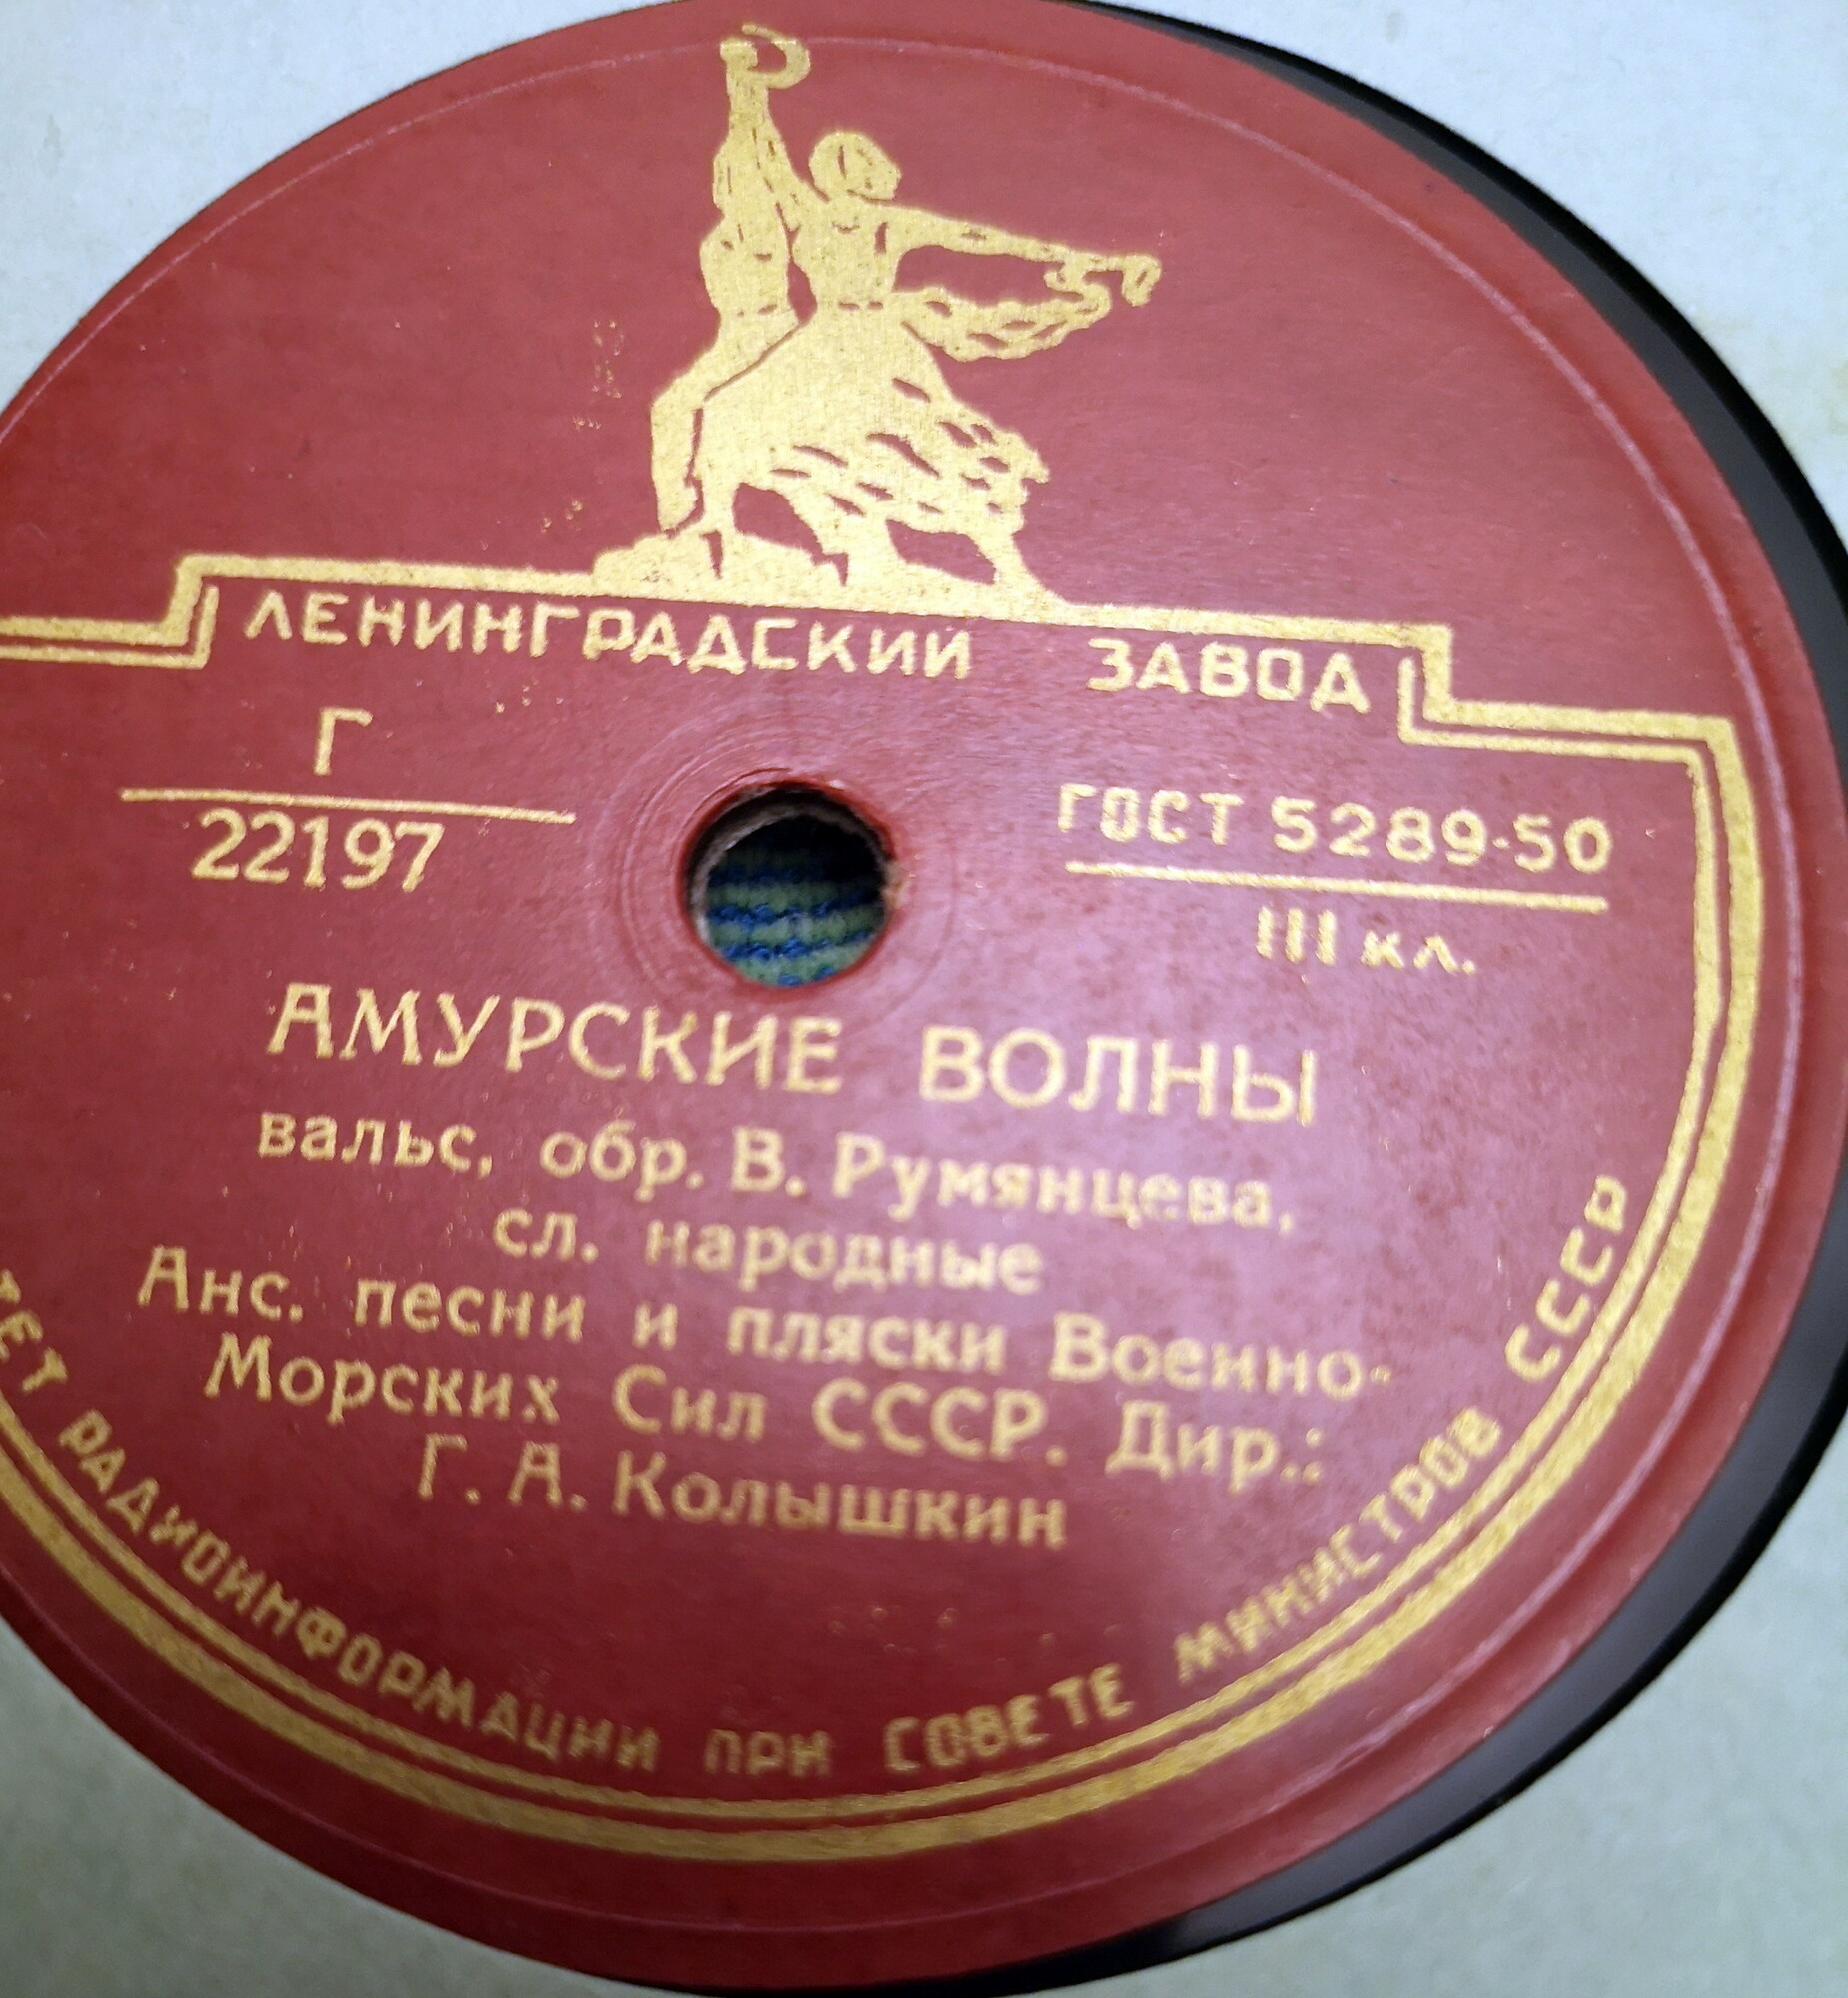 ЛЕНИНГРАДСКИЙ ЗАВОД
Г
22197
ГОСТ 5289-50
III кл.
АМУРСКИЕ ВОЛНЫ
вальс, обр. В. Румянцева,
сл. народные
Анс. песни и пляски Военно-
Морских Сил СССР. Дир.:
Г. А. Колышкин
РАДИОИНФОРМАЦИИ ПРИ СОВЕТЕ МИНИСТРОВ СССР